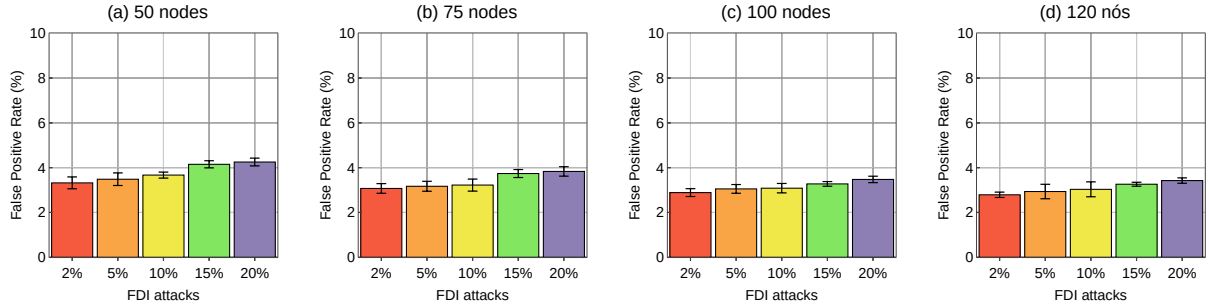 (a) 50 nodes
False Positive Rate (%)
10
8
6
4
2
0
2% 5% 10% 15% 20%
FDI attacks
(b) 75 nodes
False Positive Rate (%)
10
8
6
4
2
0
2% 5% 10% 15% 20%
FDI attacks
(c) 100 nodes
False Positive Rate (%)
10
8
6
4
2
0
2% 5% 10% 15% 20%
FDI attacks
(d) 120 nós
False Positive Rate (%)
10
8
6
4
2
0
2% 5% 10% 15% 20%
FDI attacks